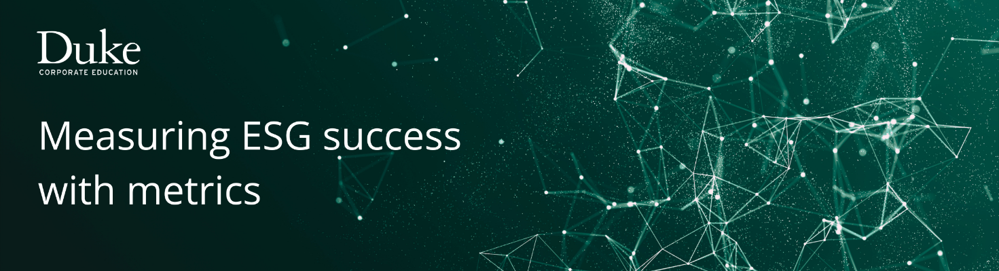 Duke
CORPORATE EDUCATION
Measuring ESG success
with metrics